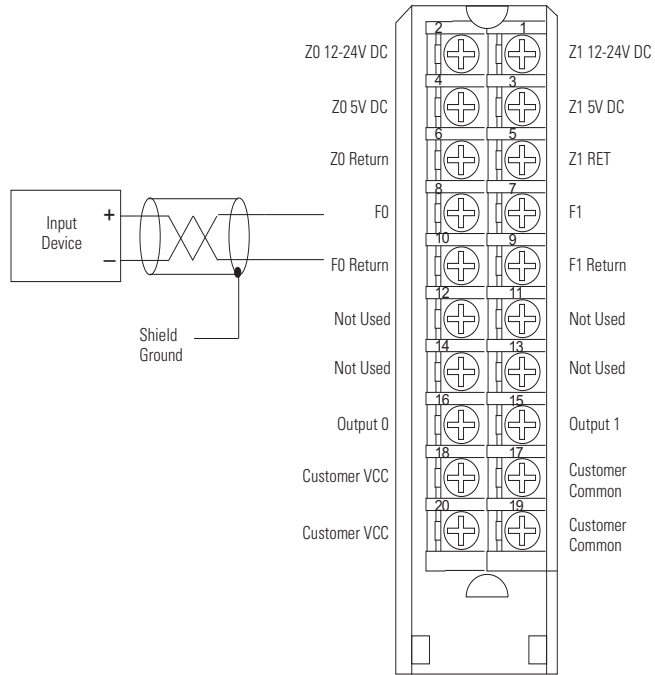 2 1
Z0 12-24V DC Z1 12-24V DC
4 3
Z0 5V DC Z1 5V DC
6 5
Z0 Return Z1 RET
8 7
Input
Device
+
–
F0 F1
10 9
F0 Return F1 Return
12 11
Not Used Not Used
Shield
Ground
14 13
Not Used Not Used
16 15
Output 0 Output 1
18 17
Customer VCC Customer
Common
20 19
Customer VCC Customer
Common